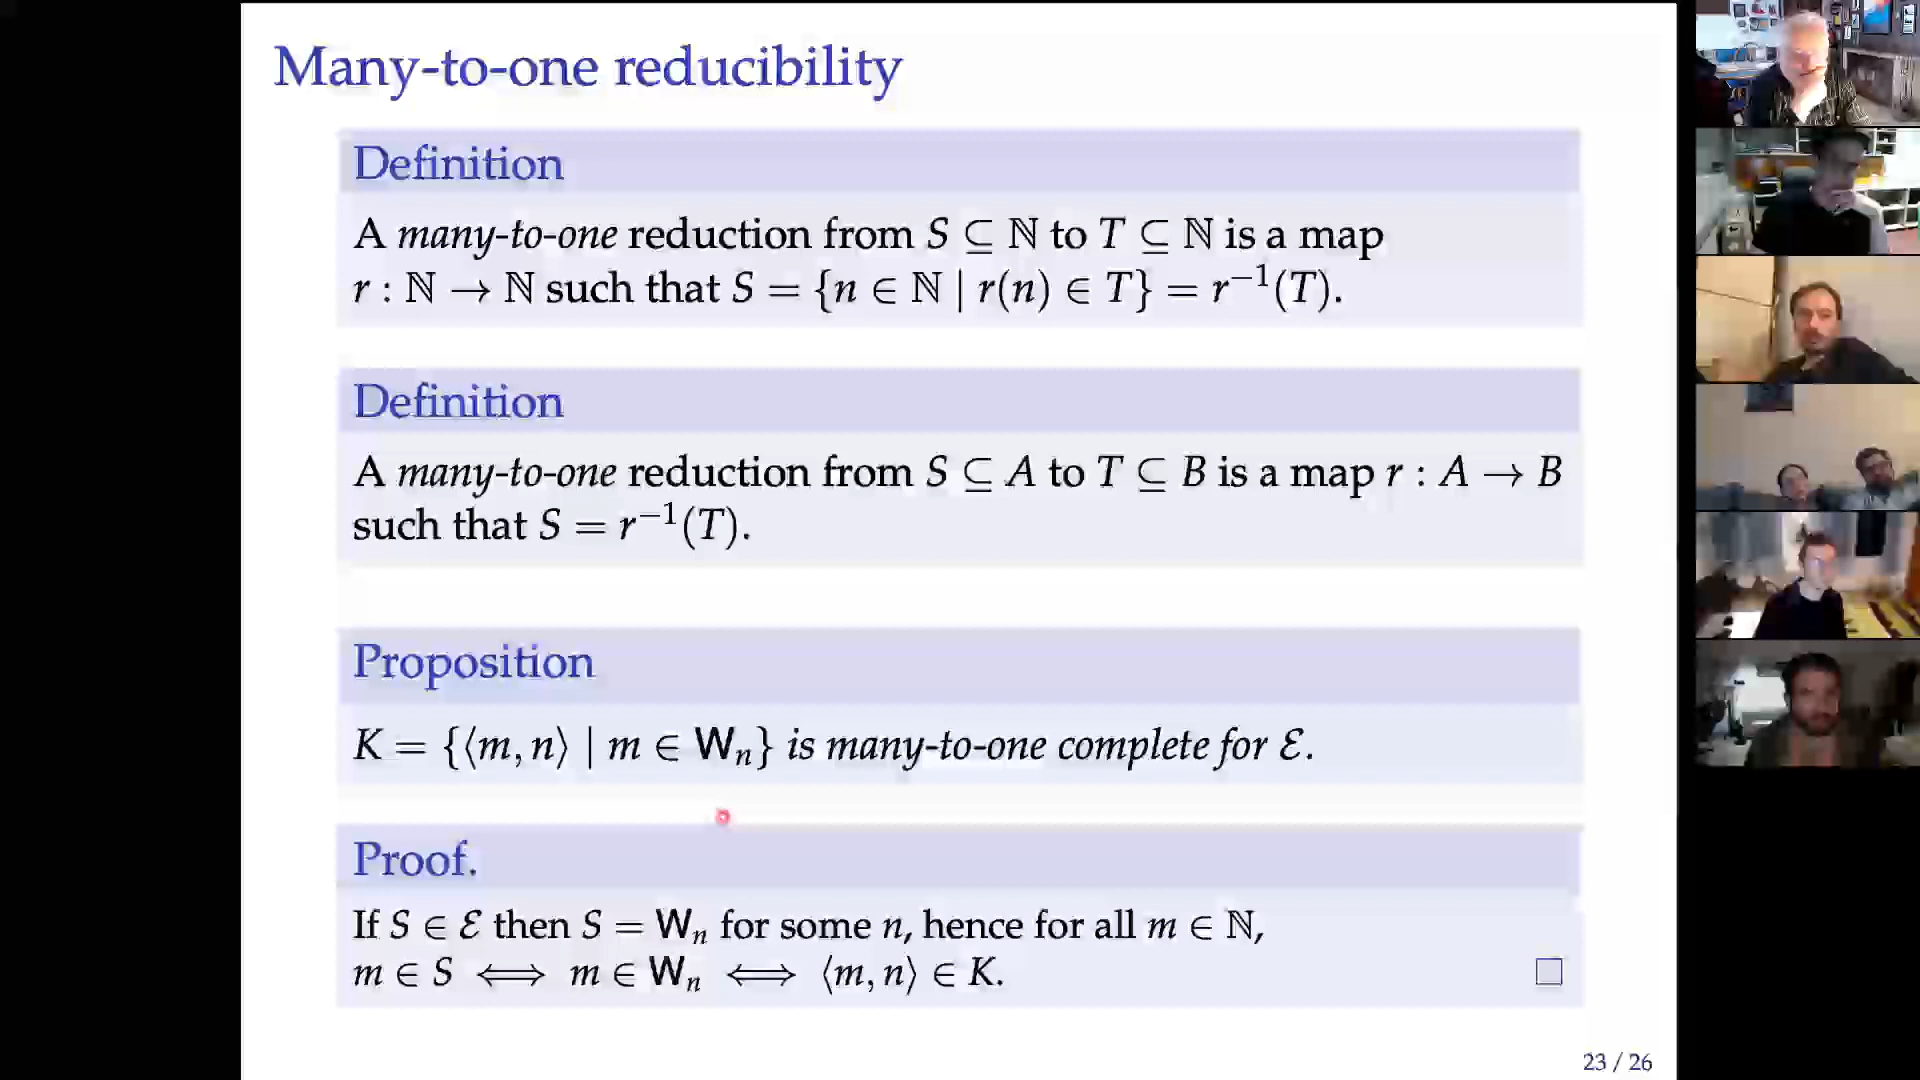 Many-to-one reducibility
Definition
A many-to-one reduction from S ⊆ ℕ to T ⊆ ℕ is a map
r : ℕ → ℕ such that S = {n ∈ ℕ | r(n) ∈ T} = r⁻¹(T).
Definition
A many-to-one reduction from S ⊆ A to T ⊆ B is a map r : A → B
such that S = r⁻¹(T).
Proposition
K = {⟨m, n⟩ | m ∈ Wₙ} is many-to-one complete for ℰ.
Proof.
If S ∈ ℰ then S = Wₙ for some n, hence for all m ∈ ℕ,
m ∈ S ⟺ m ∈ Wₙ ⟺ ⟨m, n⟩ ∈ K. □
23 / 26